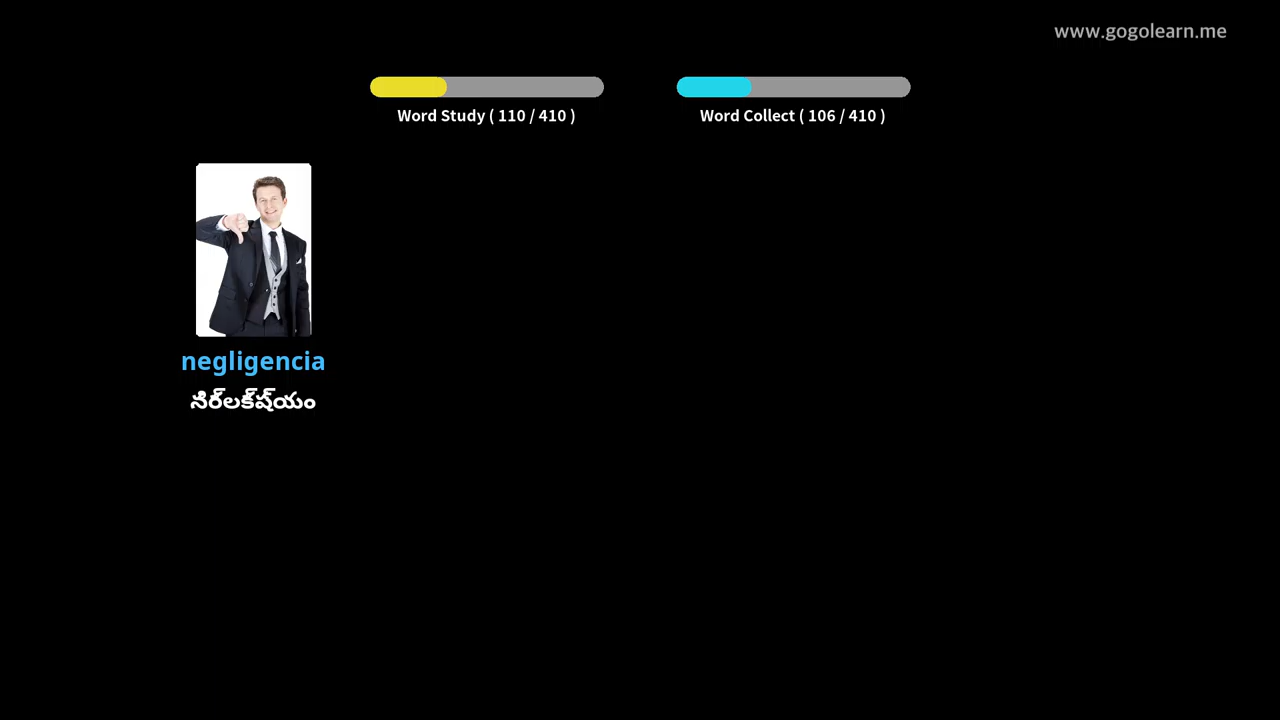 www.gogolearn.me
Word Study ( 110 / 410 )
Word Collect ( 106 / 410 )
negligencia
నిర్లక్ష్యం